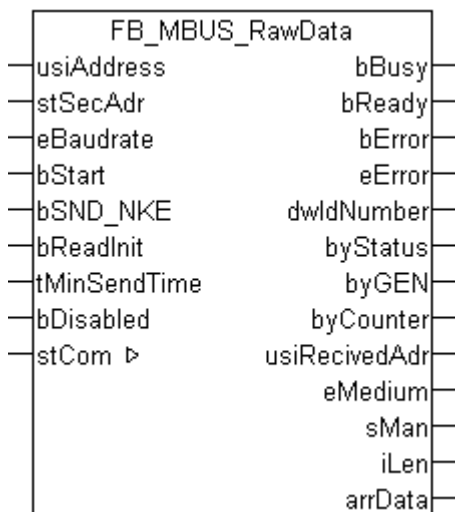 FB_MBUS_RawData
usiAddress bBusy
stSecAdr bReady
eBaudrate bError
bStart eError
bSND_NKE dwIdNumber
bReadInit byStatus
tMinSendTime byGEN
bDisabled byCounter
stCom ▷ usiRecivedAdr
eMedium
sMan
iLen
arrData